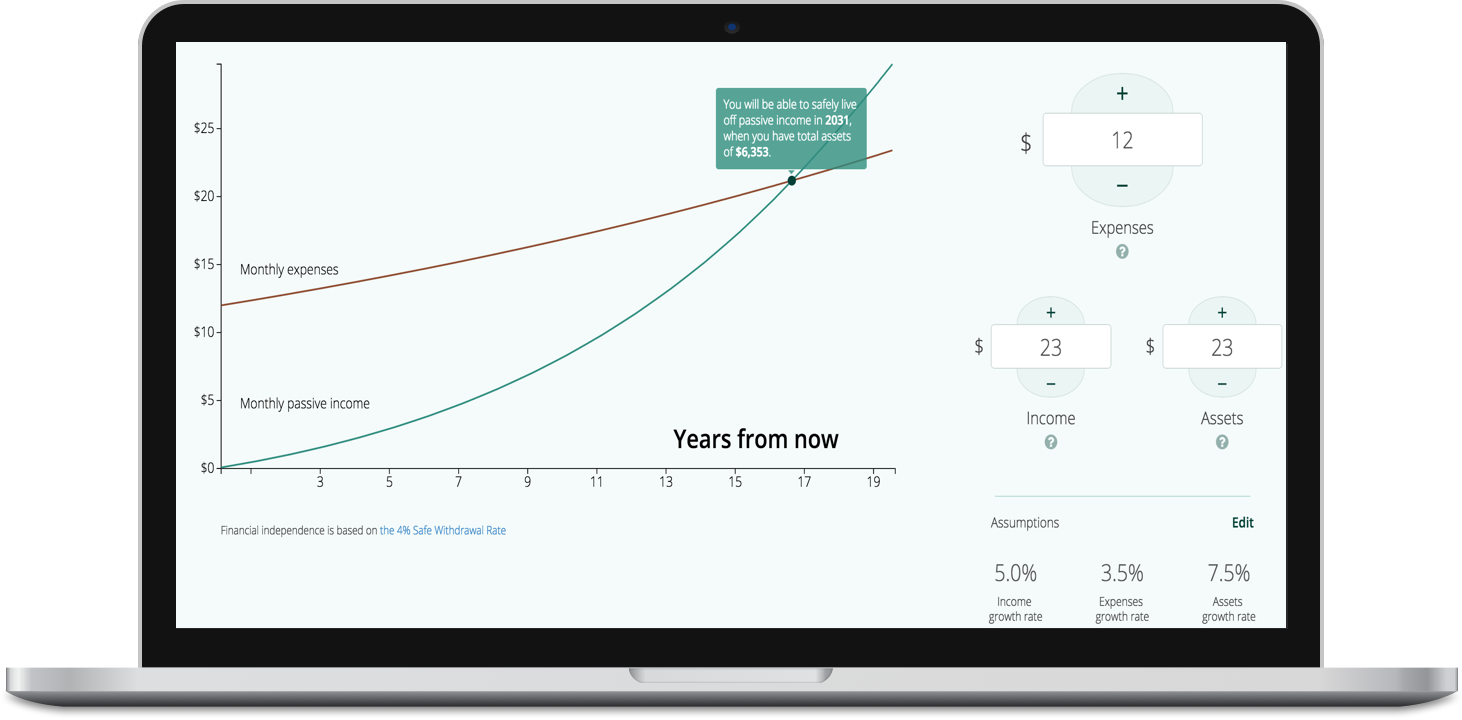 $25
$20
$15
$10
$5
$0
Monthly expenses
Monthly passive income
You will be able to safely live
off passive income in 2031,
when you have total assets
of $6,353.
Years from now
3 5 7 9 11 13 15 17 19
Financial independence is based on the 4% Safe Withdrawal Rate
+
$ 12
−
Expenses
?
+ +
$ 23 $ 23
− −
Income Assets
? ?
Assumptions Edit
5.0% 3.5% 7.5%
Income Expenses Assets
growth rate growth rate growth rate